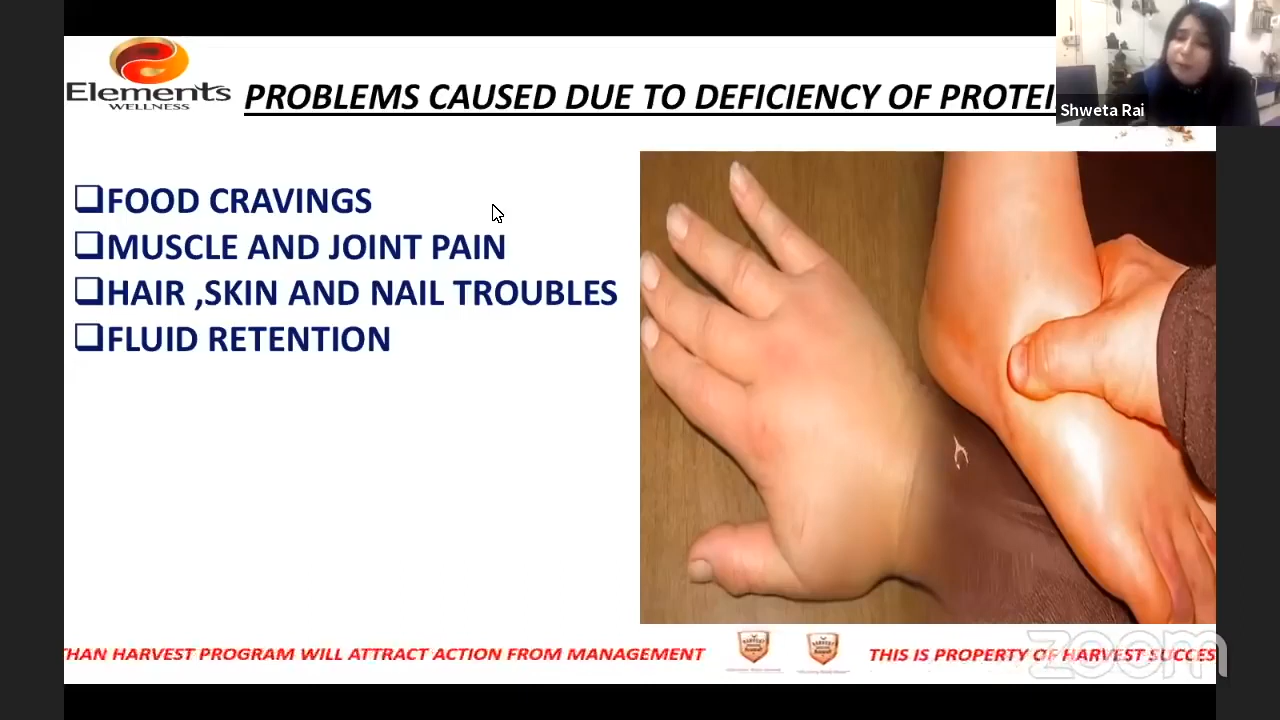 Elements
WELLNESS
PROBLEMS CAUSED DUE TO DEFICIENCY OF PROTEI
Shweta Rai
❑FOOD CRAVINGS
❑MUSCLE AND JOINT PAIN
❑HAIR ,SKIN AND NAIL TROUBLES
❑FLUID RETENTION
THAN HARVEST PROGRAM WILL ATTRACT ACTION FROM MANAGEMENT
THIS IS PROPERTY OF HARVEST SUCCES
zoom